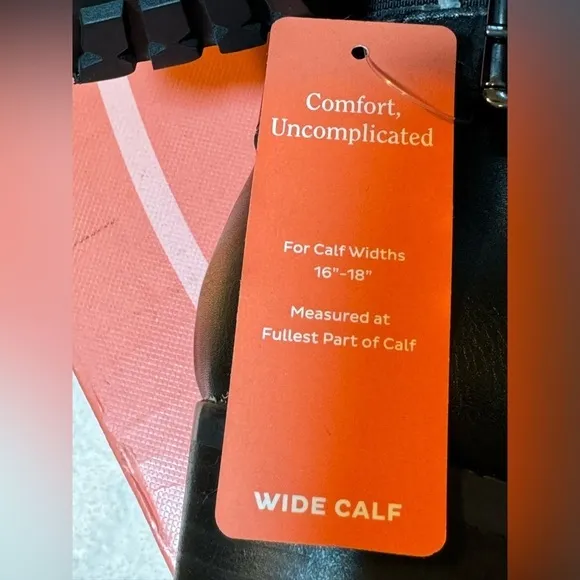 Comfort,
Uncomplicated
For Calf Widths
16"-18"
Measured at
Fullest Part of Calf
WIDE CALF